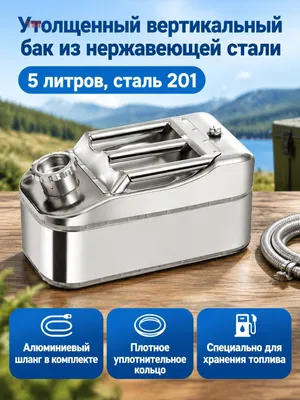 Утолщенный вертикальный
бак из нержавеющей стали
5 литров, сталь 201
Алюминиевый
шланг в комплекте
Плотное
уплотнительное
кольцо
Специально для
хранения топлива